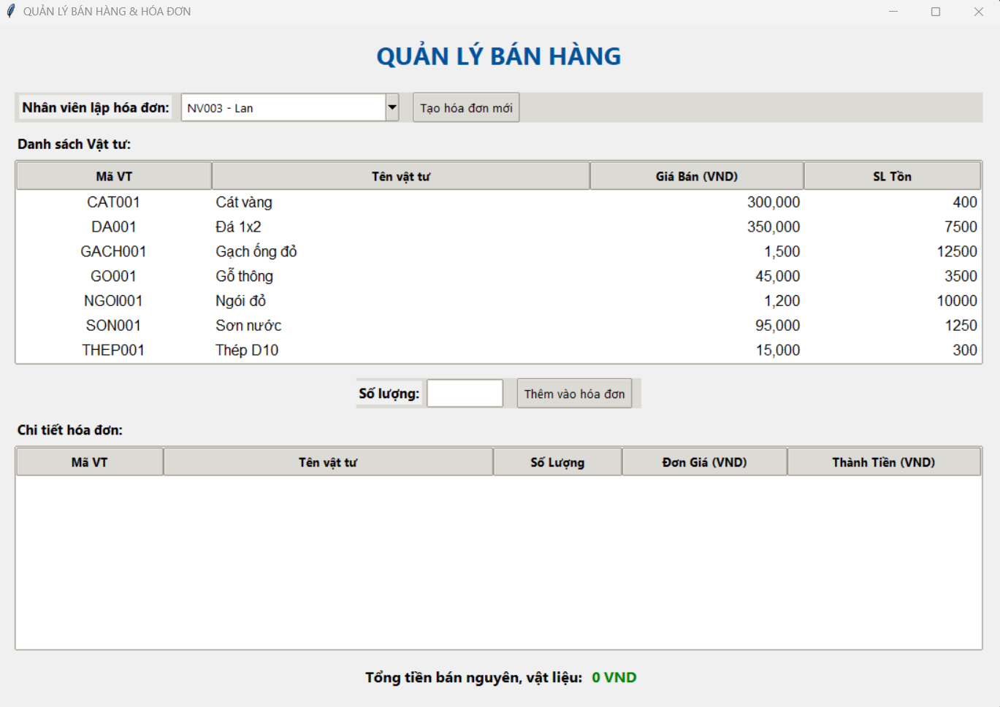 QUẢN LÝ BÁN HÀNG & HÓA ĐƠN
QUẢN LÝ BÁN HÀNG
Nhân viên lập hóa đơn: NV003 - Lan Tạo hóa đơn mới
Danh sách Vật tư:
Mã VT Tên vật tư Giá Bán (VND) SL Tồn
CAT001 Cát vàng 300,000 400
DA001 Đá 1x2 350,000 7500
GACH001 Gạch ống đỏ 1,500 12500
GO001 Gỗ thông 45,000 3500
NGOI001 Ngói đỏ 1,200 10000
SON001 Sơn nước 95,000 1250
THEP001 Thép D10 15,000 300
Số lượng: Thêm vào hóa đơn
Chi tiết hóa đơn:
Mã VT Tên vật tư Số Lượng Đơn Giá (VND) Thành Tiền (VND)
Tổng tiền bán nguyên, vật liệu: 0 VND